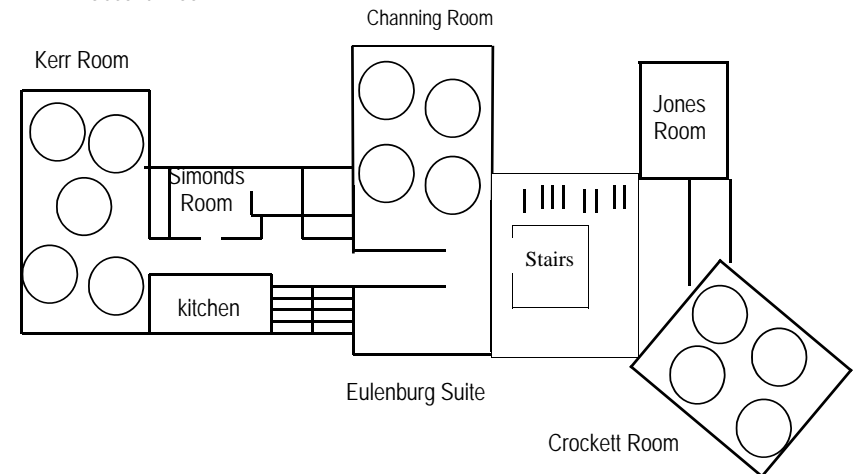 Channing Room
Kerr Room
Jones
Room
Simonds
Room
Stairs
kitchen
Eulenburg Suite
Crockett Room